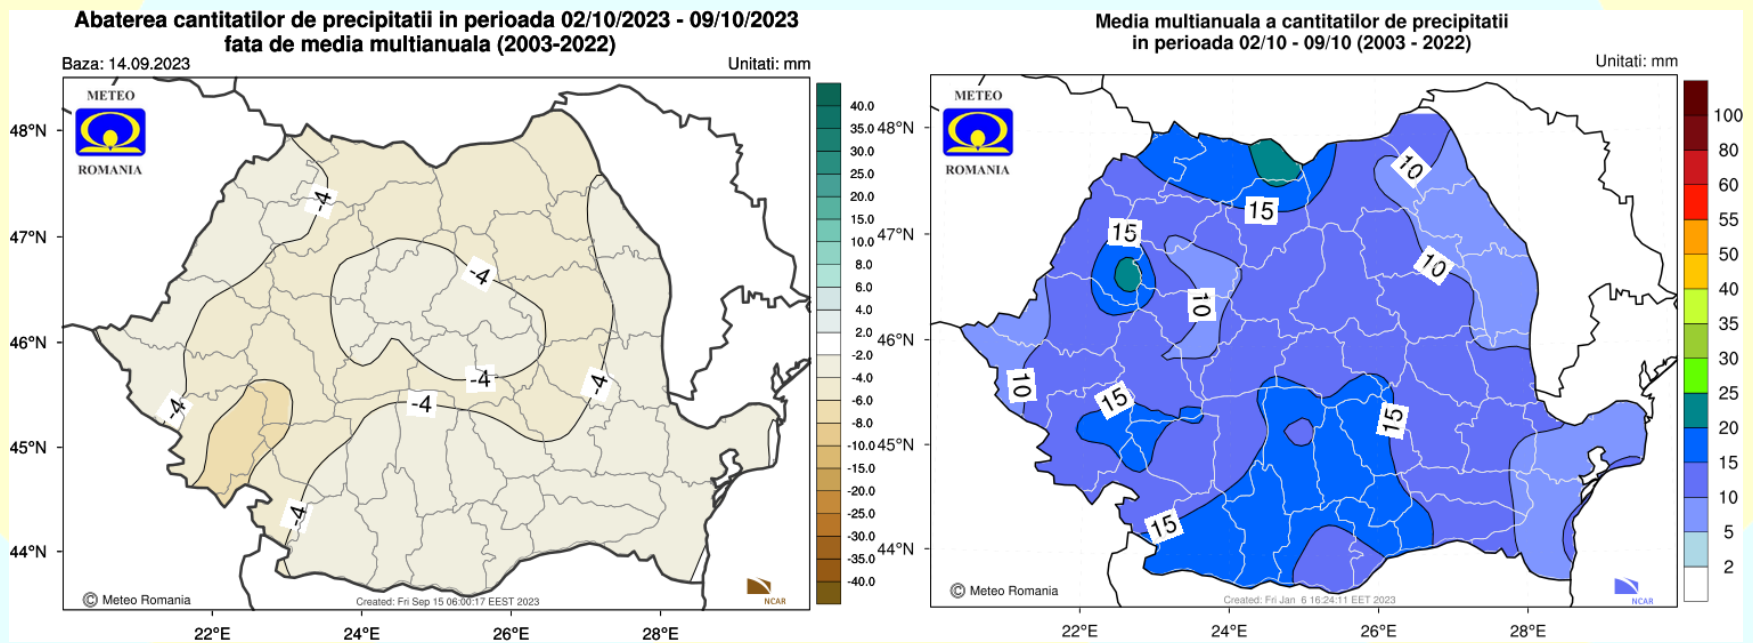 Abaterea cantitatilor de precipitatii in perioada 02/10/2023 - 09/10/2023
fata de media multianuala (2003-2022)
Baza: 14.09.2023
Unitati: mm
METEO
ROMANIA
48°N
47°N
46°N
45°N
44°N
-4
-4
-4
-4
-4
-4
-4
40.0
35.0
30.0
25.0
20.0
15.0
10.0
8.0
6.0
4.0
2.0
-2.0
-4.0
-6.0
-8.0
-10.0
-15.0
-20.0
-25.0
-30.0
-35.0
-40.0
© Meteo Romania
Created: Fri Sep 15 06:00:17 EEST 2023
NCAR
22°E
24°E
26°E
28°E
Media multianuala a cantitatilor de precipitatii
in perioada 02/10 - 09/10 (2003 - 2022)
Unitati: mm
METEO
ROMANIA
48°N
47°N
46°N
45°N
44°N
10
15
15
10
10
10
15
15
15
100
80
60
55
50
40
35
30
25
20
15
10
5
2
© Meteo Romania
Created: Fri Jan 6 16:24:11 EET 2023
NCAR
22°E
24°E
26°E
28°E